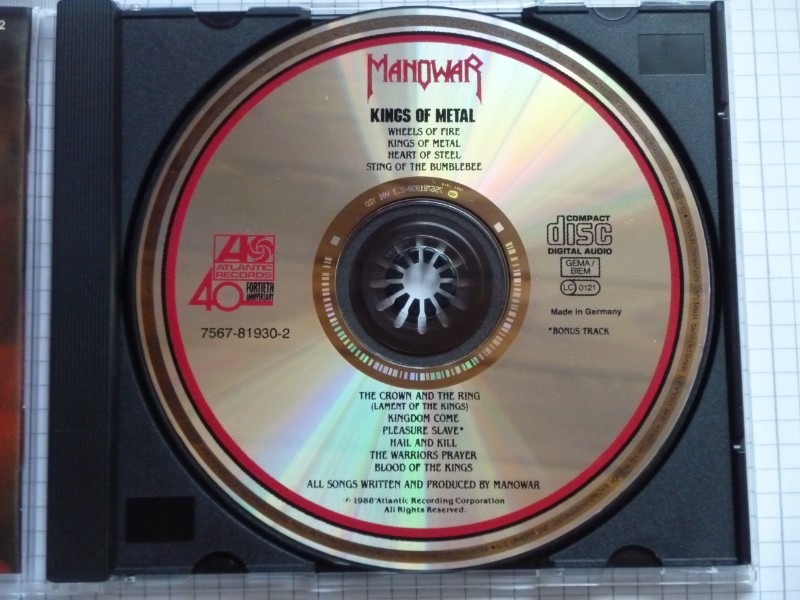 2
MANOWAR
KINGS OF METAL
WHEELS OF FIRE
KINGS OF METAL
HEART OF STEEL
STING OF THE BUMBLEBEE
ATLANTIC
RECORDS
40
FORTIETH
ANNIVERSARY
7567-81930-2
COMPACT
disc
DIGITAL AUDIO
GEMA/
BIEM
LC 0121
Made in Germany
*BONUS TRACK
THE CROWN AND THE RING
(LAMENT OF THE KINGS)
KINGDOM COME
PLEASURE SLAVE*
HAIL AND KILL
THE WARRIORS PRAYER
BLOOD OF THE KINGS
ALL SONGS WRITTEN AND PRODUCED BY MANOWAR
℗ 1988 Atlantic Recording Corporation
All Rights Reserved.